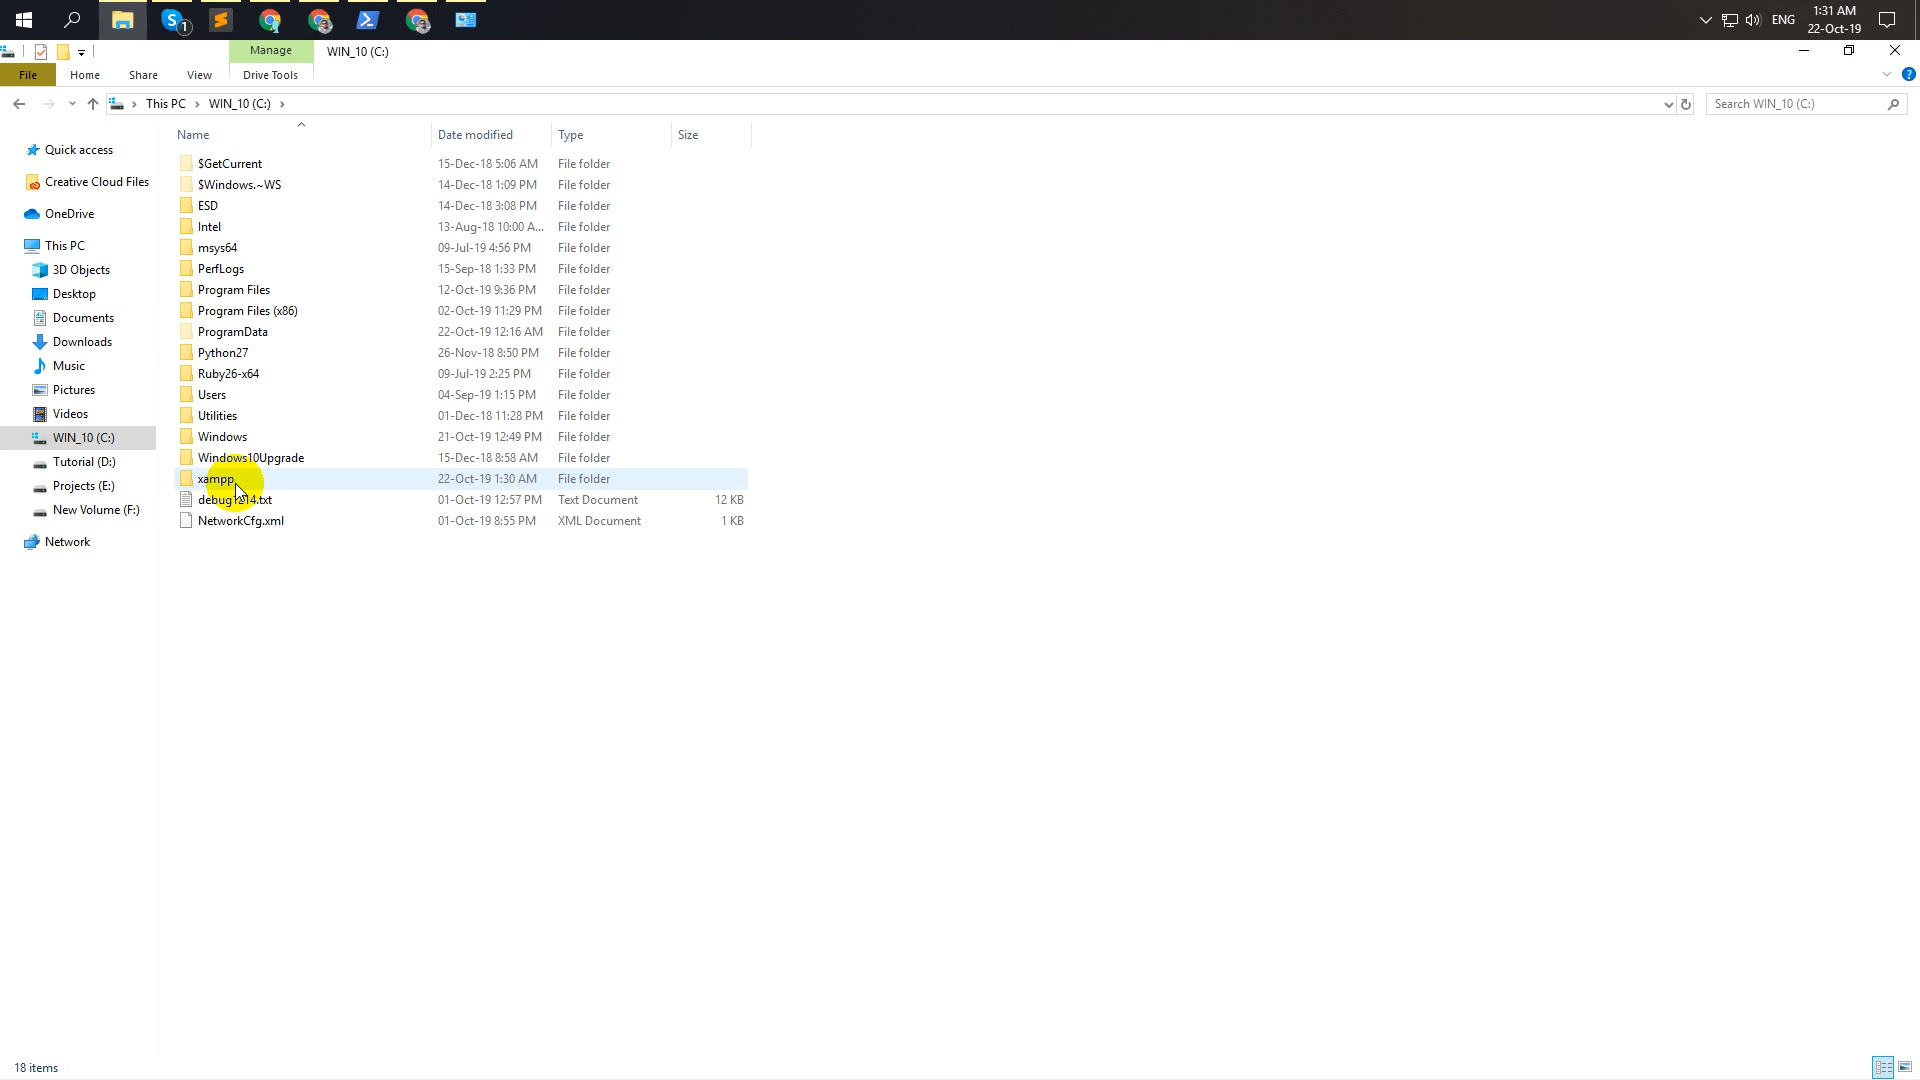 1
ENG
1:31 AM
22-Oct-19
Manage
WIN_10 (C:)
File
Home
Share
View
Drive Tools
?
This PC
WIN_10 (C:)
Search WIN_10 (C:)
Name
Date modified
Type
Size
Quick access
Creative Cloud Files
OneDrive
This PC
3D Objects
Desktop
Documents
Downloads
Music
Pictures
Videos
WIN_10 (C:)
Tutorial (D:)
Projects (E:)
New Volume (F:)
Network
$GetCurrent 15-Dec-18 5:06 AM File folder
$Windows.~WS 14-Dec-18 1:09 PM File folder
ESD 14-Dec-18 3:08 PM File folder
Intel 13-Aug-18 10:00 A... File folder
msys64 09-Jul-19 4:56 PM File folder
PerfLogs 15-Sep-18 1:33 PM File folder
Program Files 12-Oct-19 9:36 PM File folder
Program Files (x86) 02-Oct-19 11:29 PM File folder
ProgramData 22-Oct-19 12:16 AM File folder
Python27 26-Nov-18 8:50 PM File folder
Ruby26-x64 09-Jul-19 2:25 PM File folder
Users 04-Sep-19 1:15 PM File folder
Utilities 01-Dec-18 11:28 PM File folder
Windows 21-Oct-19 12:49 PM File folder
Windows10Upgrade 15-Dec-18 8:58 AM File folder
xampp 22-Oct-19 1:30 AM File folder
debug1214.txt 01-Oct-19 12:57 PM Text Document 12 KB
NetworkCfg.xml 01-Oct-19 8:55 PM XML Document 1 KB
18 items